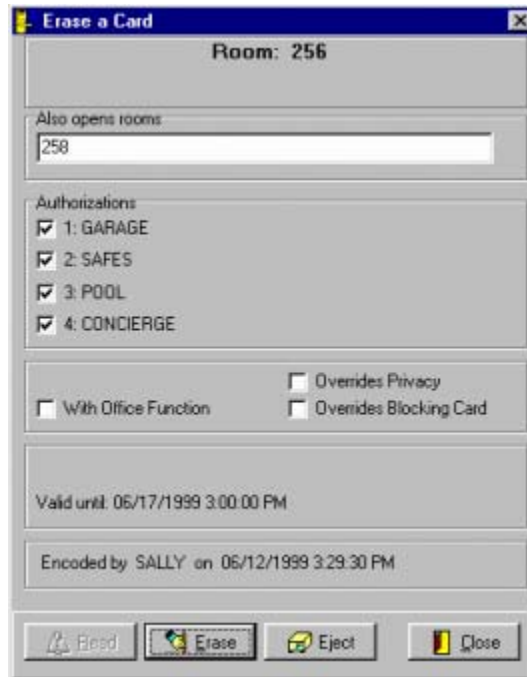 Erase a Card
Room: 256
Also opens rooms
258
Authorizations
1: GARAGE
2: SAFES
3: POOL
4: CONCIERGE
Overrides Privacy
With Office Function Overrides Blocking Card
Valid until: 06/17/1999 3:00:00 PM
Encoded by SALLY on 06/12/1999 3:29:30 PM
Read Erase Eject Close